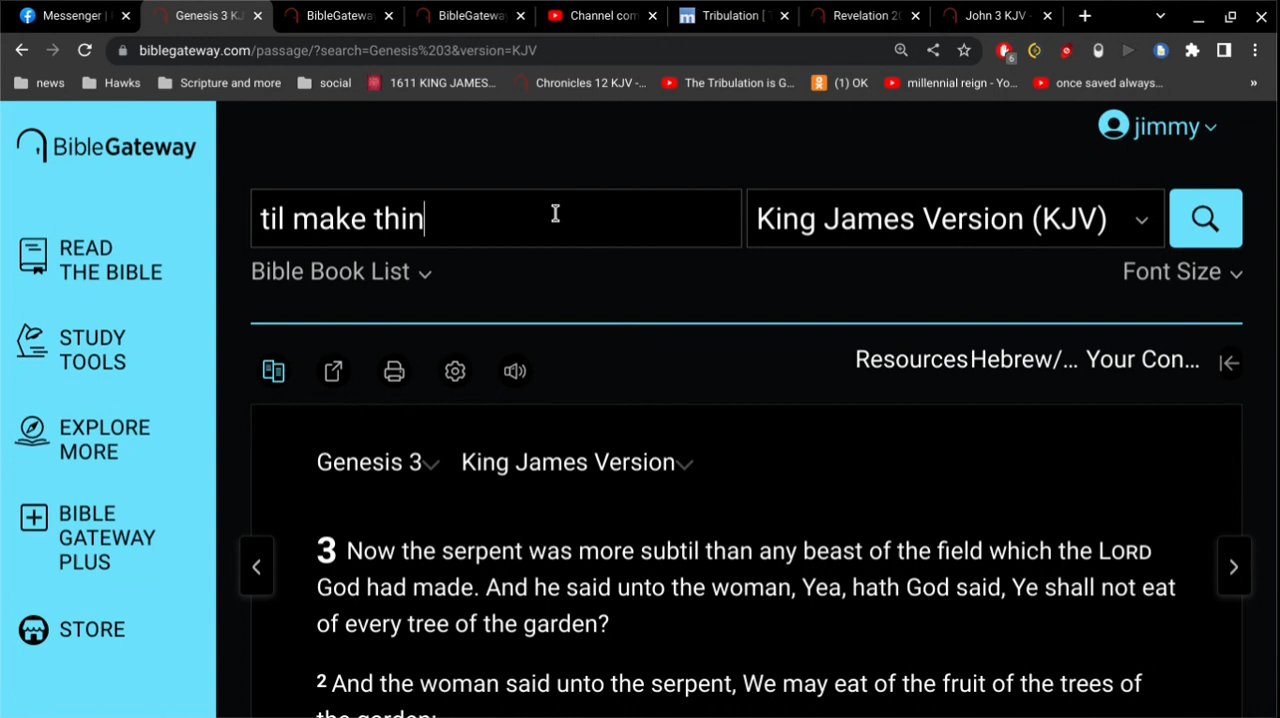 Messenger |
Genesis 3 KJ
BibleGateway
BibleGateway
Channel com
Tribulation [
Revelation 2
John 3 KJV
biblegateway.com/passage/?search=Genesis%203&version=KJV
6
news
Hawks
Scripture and more
social
1611 KING JAMES...
Chronicles 12 KJV -...
The Tribulation is G...
(1) OK
millennial reign - Yo...
once saved always...
»
BibleGateway
jimmy
til make thin
King James Version (KJV)
Bible Book List
Font Size
READ
THE BIBLE
STUDY
TOOLS
EXPLORE
MORE
BIBLE
GATEWAY
PLUS
STORE
Resources
Hebrew/...
Your Con...
Genesis 3
King James Version
3 Now the serpent was more subtil than any beast of the field which the LORD
God had made. And he said unto the woman, Yea, hath God said, Ye shall not eat
of every tree of the garden?
2 And the woman said unto the serpent, We may eat of the fruit of the trees of
the garden: